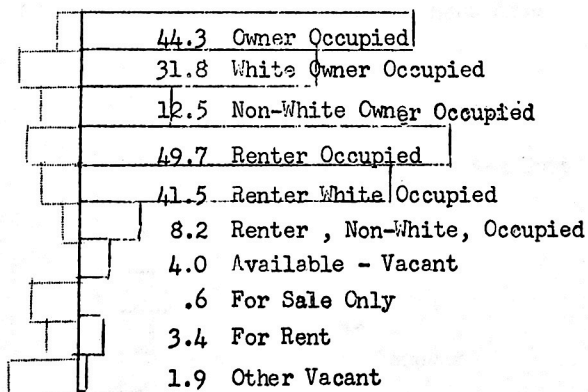 44.3 Owner Occupied
31.8 White Owner Occupied
12.5 Non-White Owner Occupied
49.7 Renter Occupied
41.5 Renter White Occupied
8.2 Renter , Non-White, Occupied
4.0 Available - Vacant
.6 For Sale Only
3.4 For Rent
1.9 Other Vacant